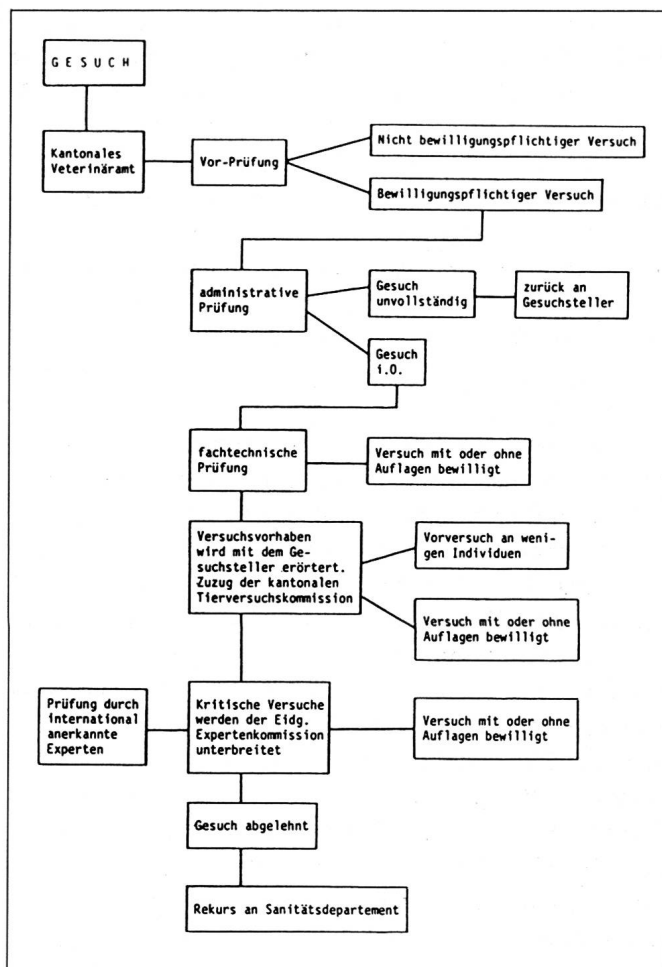 G E S U C H
Kantonales
Veterinäramt
Vor-Prüfung
Nicht bewilligungspflichtiger Versuch
Bewilligungspflichtiger Versuch
administrative
Prüfung
Gesuch
unvollständig
zurück an
Gesuchsteller
Gesuch
i.O.
fachtechnische
Prüfung
Versuch mit oder ohne
Auflagen bewilligt
Versuchsvorhaben
wird mit dem Ge-
suchsteller erörtert.
Zuzug der kantonalen
Tierversuchskommission
Vorversuch an weni-
gen Individuen
Versuch mit oder ohne
Auflagen bewilligt
Prüfung durch
international
anerkannte
Experten
Kritische Versuche
werden der Eidg.
Expertenkommission
unterbreitet
Versuch mit oder ohne
Auflagen bewilligt
Gesuch abgelehnt
Rekurs an Sanitätsdepartement